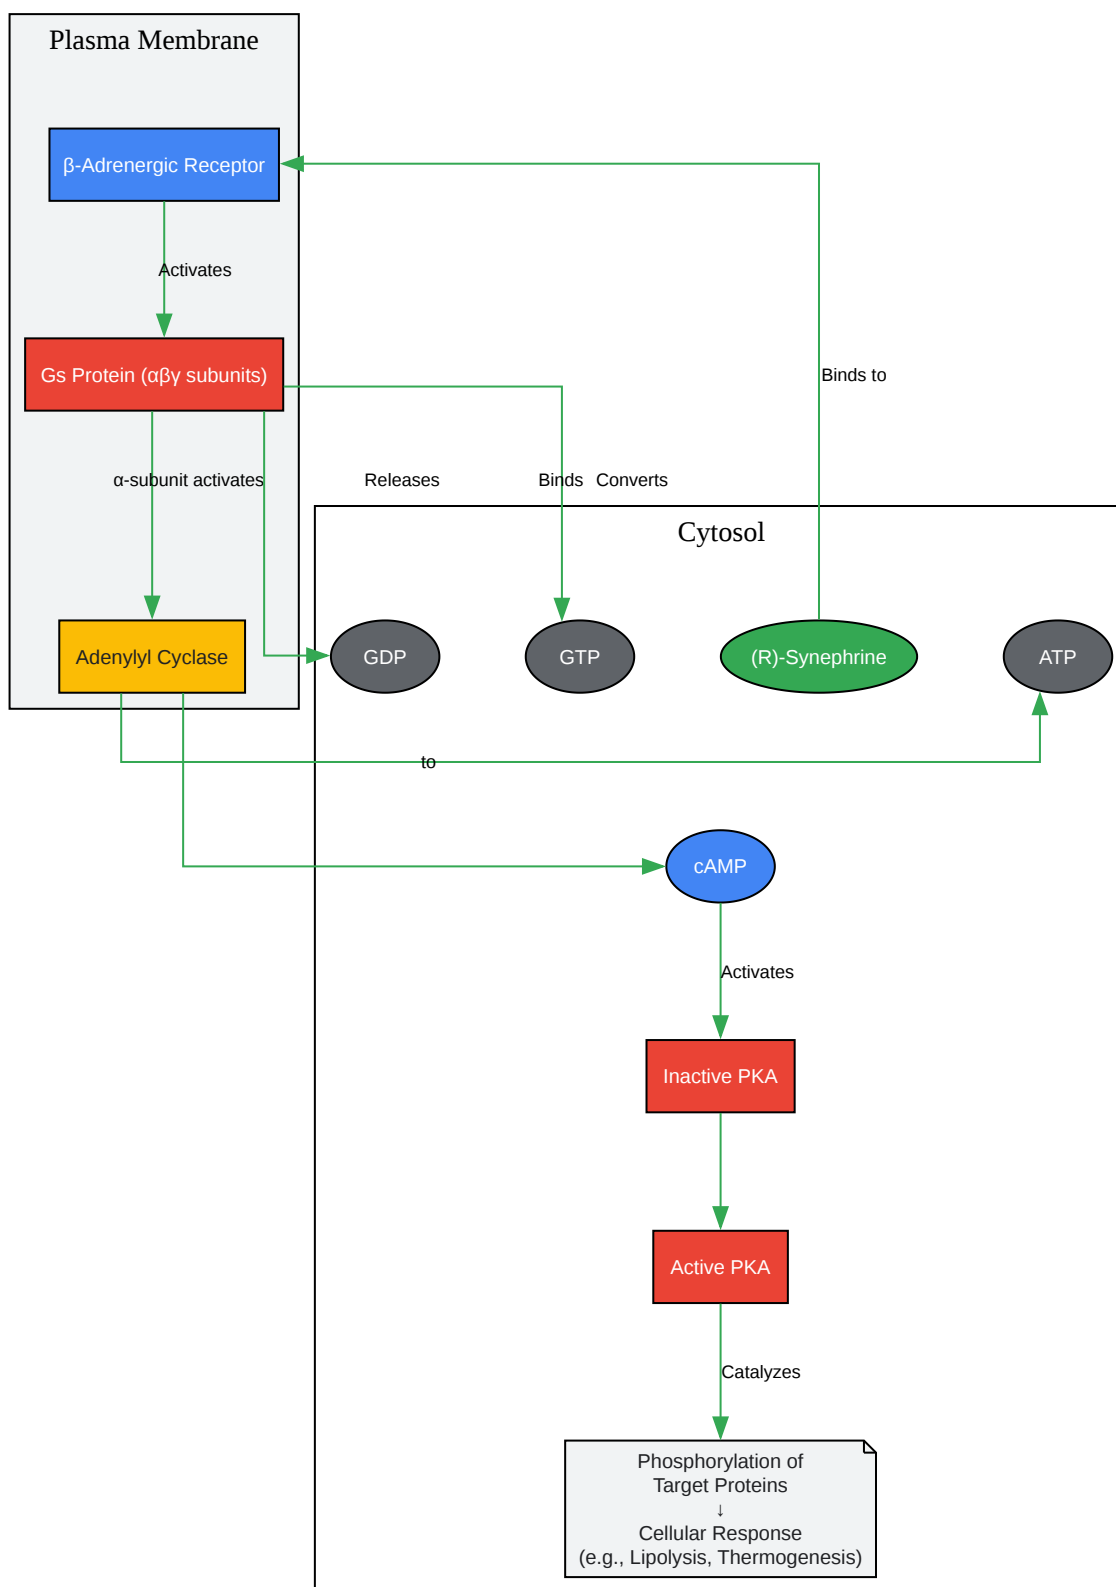 Plasma Membrane
β-Adrenergic Receptor
Activates
Binds to
Gs Protein (αβγ subunits)
α-subunit activates
Releases
Binds
Converts
Cytosol
Adenylyl Cyclase
GDP
GTP
(R)-Synephrine
ATP
to
cAMP
Activates
Inactive PKA
Active PKA
Catalyzes
Phosphorylation of
Target Proteins
↓
Cellular Response
(e.g., Lipolysis, Thermogenesis)